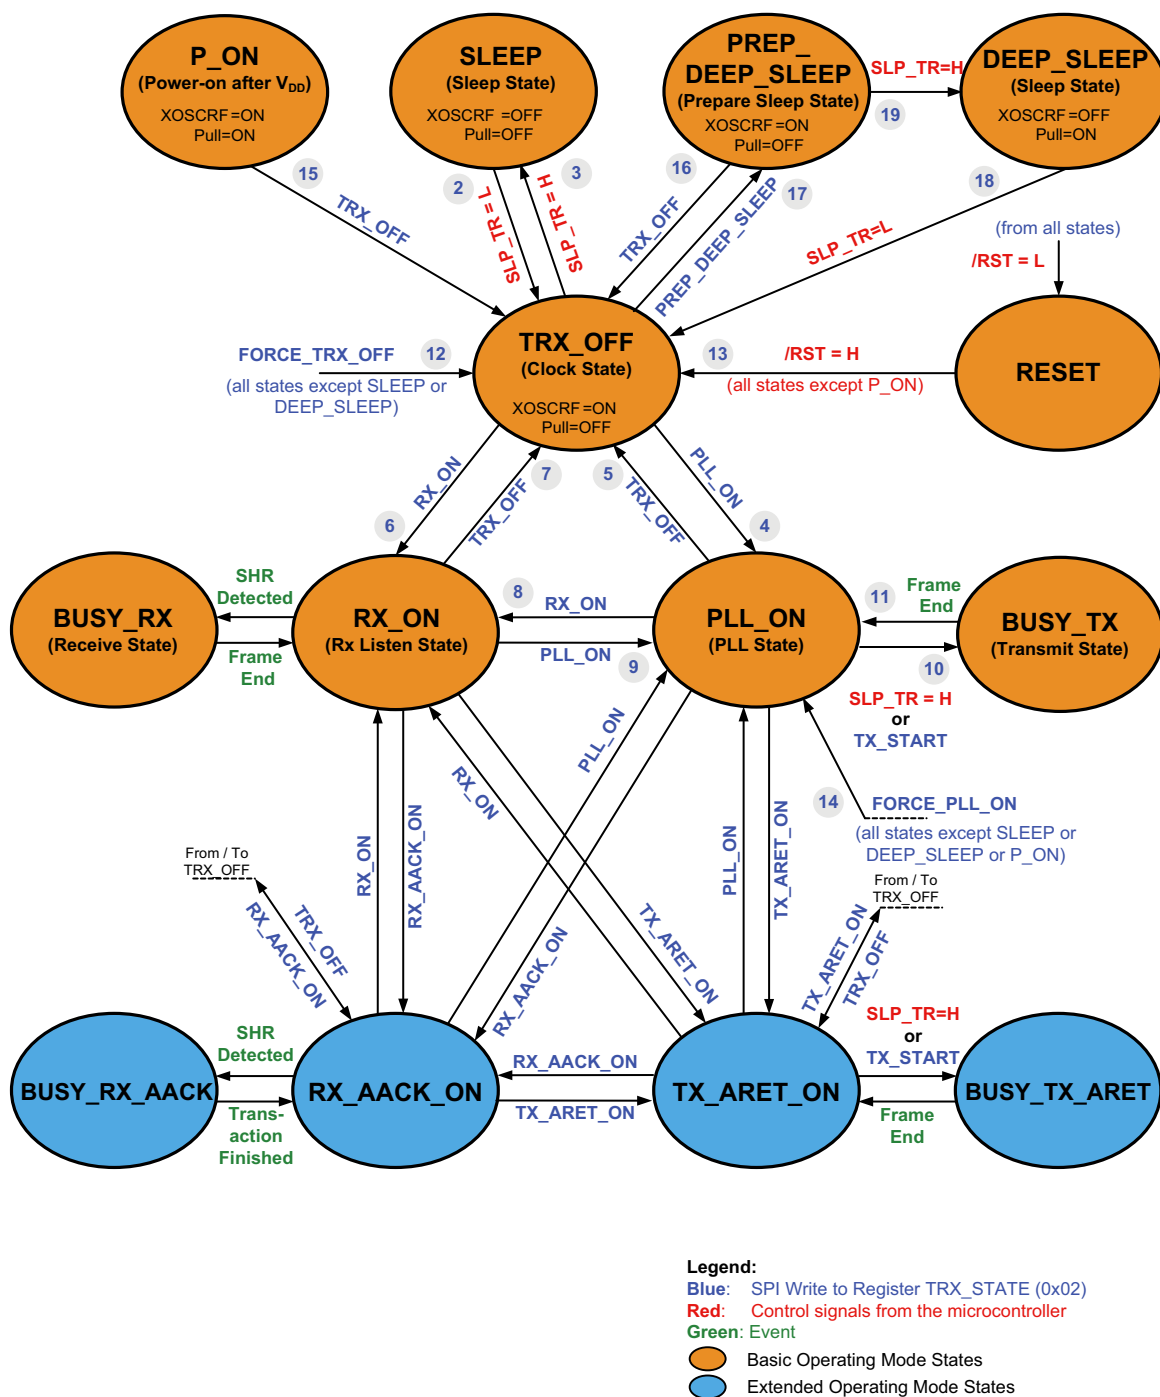 P_ON
(Power-on after VDD)
XOSCRF=ON
Pull=ON
SLEEP
(Sleep State)
XOSCRF =OFF
Pull=OFF
PREP_
DEEP_SLEEP
(Prepare Sleep State)
XOSCRF=ON
Pull=OFF
SLP_TR=H
19
DEEP_SLEEP
(Sleep State)
XOSCRF=OFF
Pull=ON
15
TRX_OFF
2
SLP_TR = L
3
SLP_TR = H
16
TRX_OFF
17
PREP_DEEP_SLEEP
18
SLP_TR=L
(from all states)
/RST = L
FORCE_TRX_OFF
12
(all states except SLEEP or
DEEP_SLEEP)
TRX_OFF
(Clock State)
XOSCRF=ON
Pull=OFF
13
/RST = H
(all states except P_ON)
RESET
6
RX_ON
7
TRX_OFF
5
TRX_OFF
4
PLL_ON
BUSY_RX
(Receive State)
SHR
Detected
Frame
End
RX_ON
(Rx Listen State)
8
RX_ON
PLL_ON
9
PLL_ON
(PLL State)
11
Frame
End
10
SLP_TR = H
or
TX_START
BUSY_TX
(Transmit State)
14
FORCE_PLL_ON
(all states except SLEEP or
DEEP_SLEEP or P_ON)
RX_ON
RX_AACK_ON
RX_ON
TX_ARET_ON
PLL_ON
RX_AACK_ON
PLL_ON
TX_ARET_ON
From / To
TRX_OFF
TRX_OFF
RX_AACK_ON
From / To
TRX_OFF
TX_ARET_ON
TRX_OFF
BUSY_RX_AACK
SHR
Detected
Trans-
action
Finished
RX_AACK_ON
RX_AACK_ON
TX_ARET_ON
TX_ARET_ON
SLP_TR=H
or
TX_START
Frame
End
BUSY_TX_ARET
Legend:
Blue: SPI Write to Register TRX_STATE (0x02)
Red: Control signals from the microcontroller
Green: Event
Basic Operating Mode States
Extended Operating Mode States